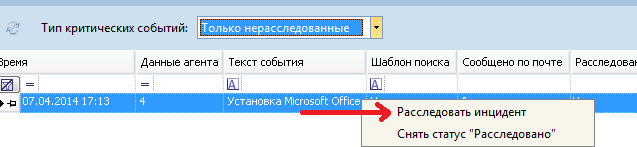 Тип критических событий: Только нерасследованные
Время Данные агента Текст события Шаблон поиска Сообщено по почте Расследова
= = A A = =
07.04.2014 17:13 4 Установка Microsoft Office
Расследовать инцидент
Снять статус "Расследовано"